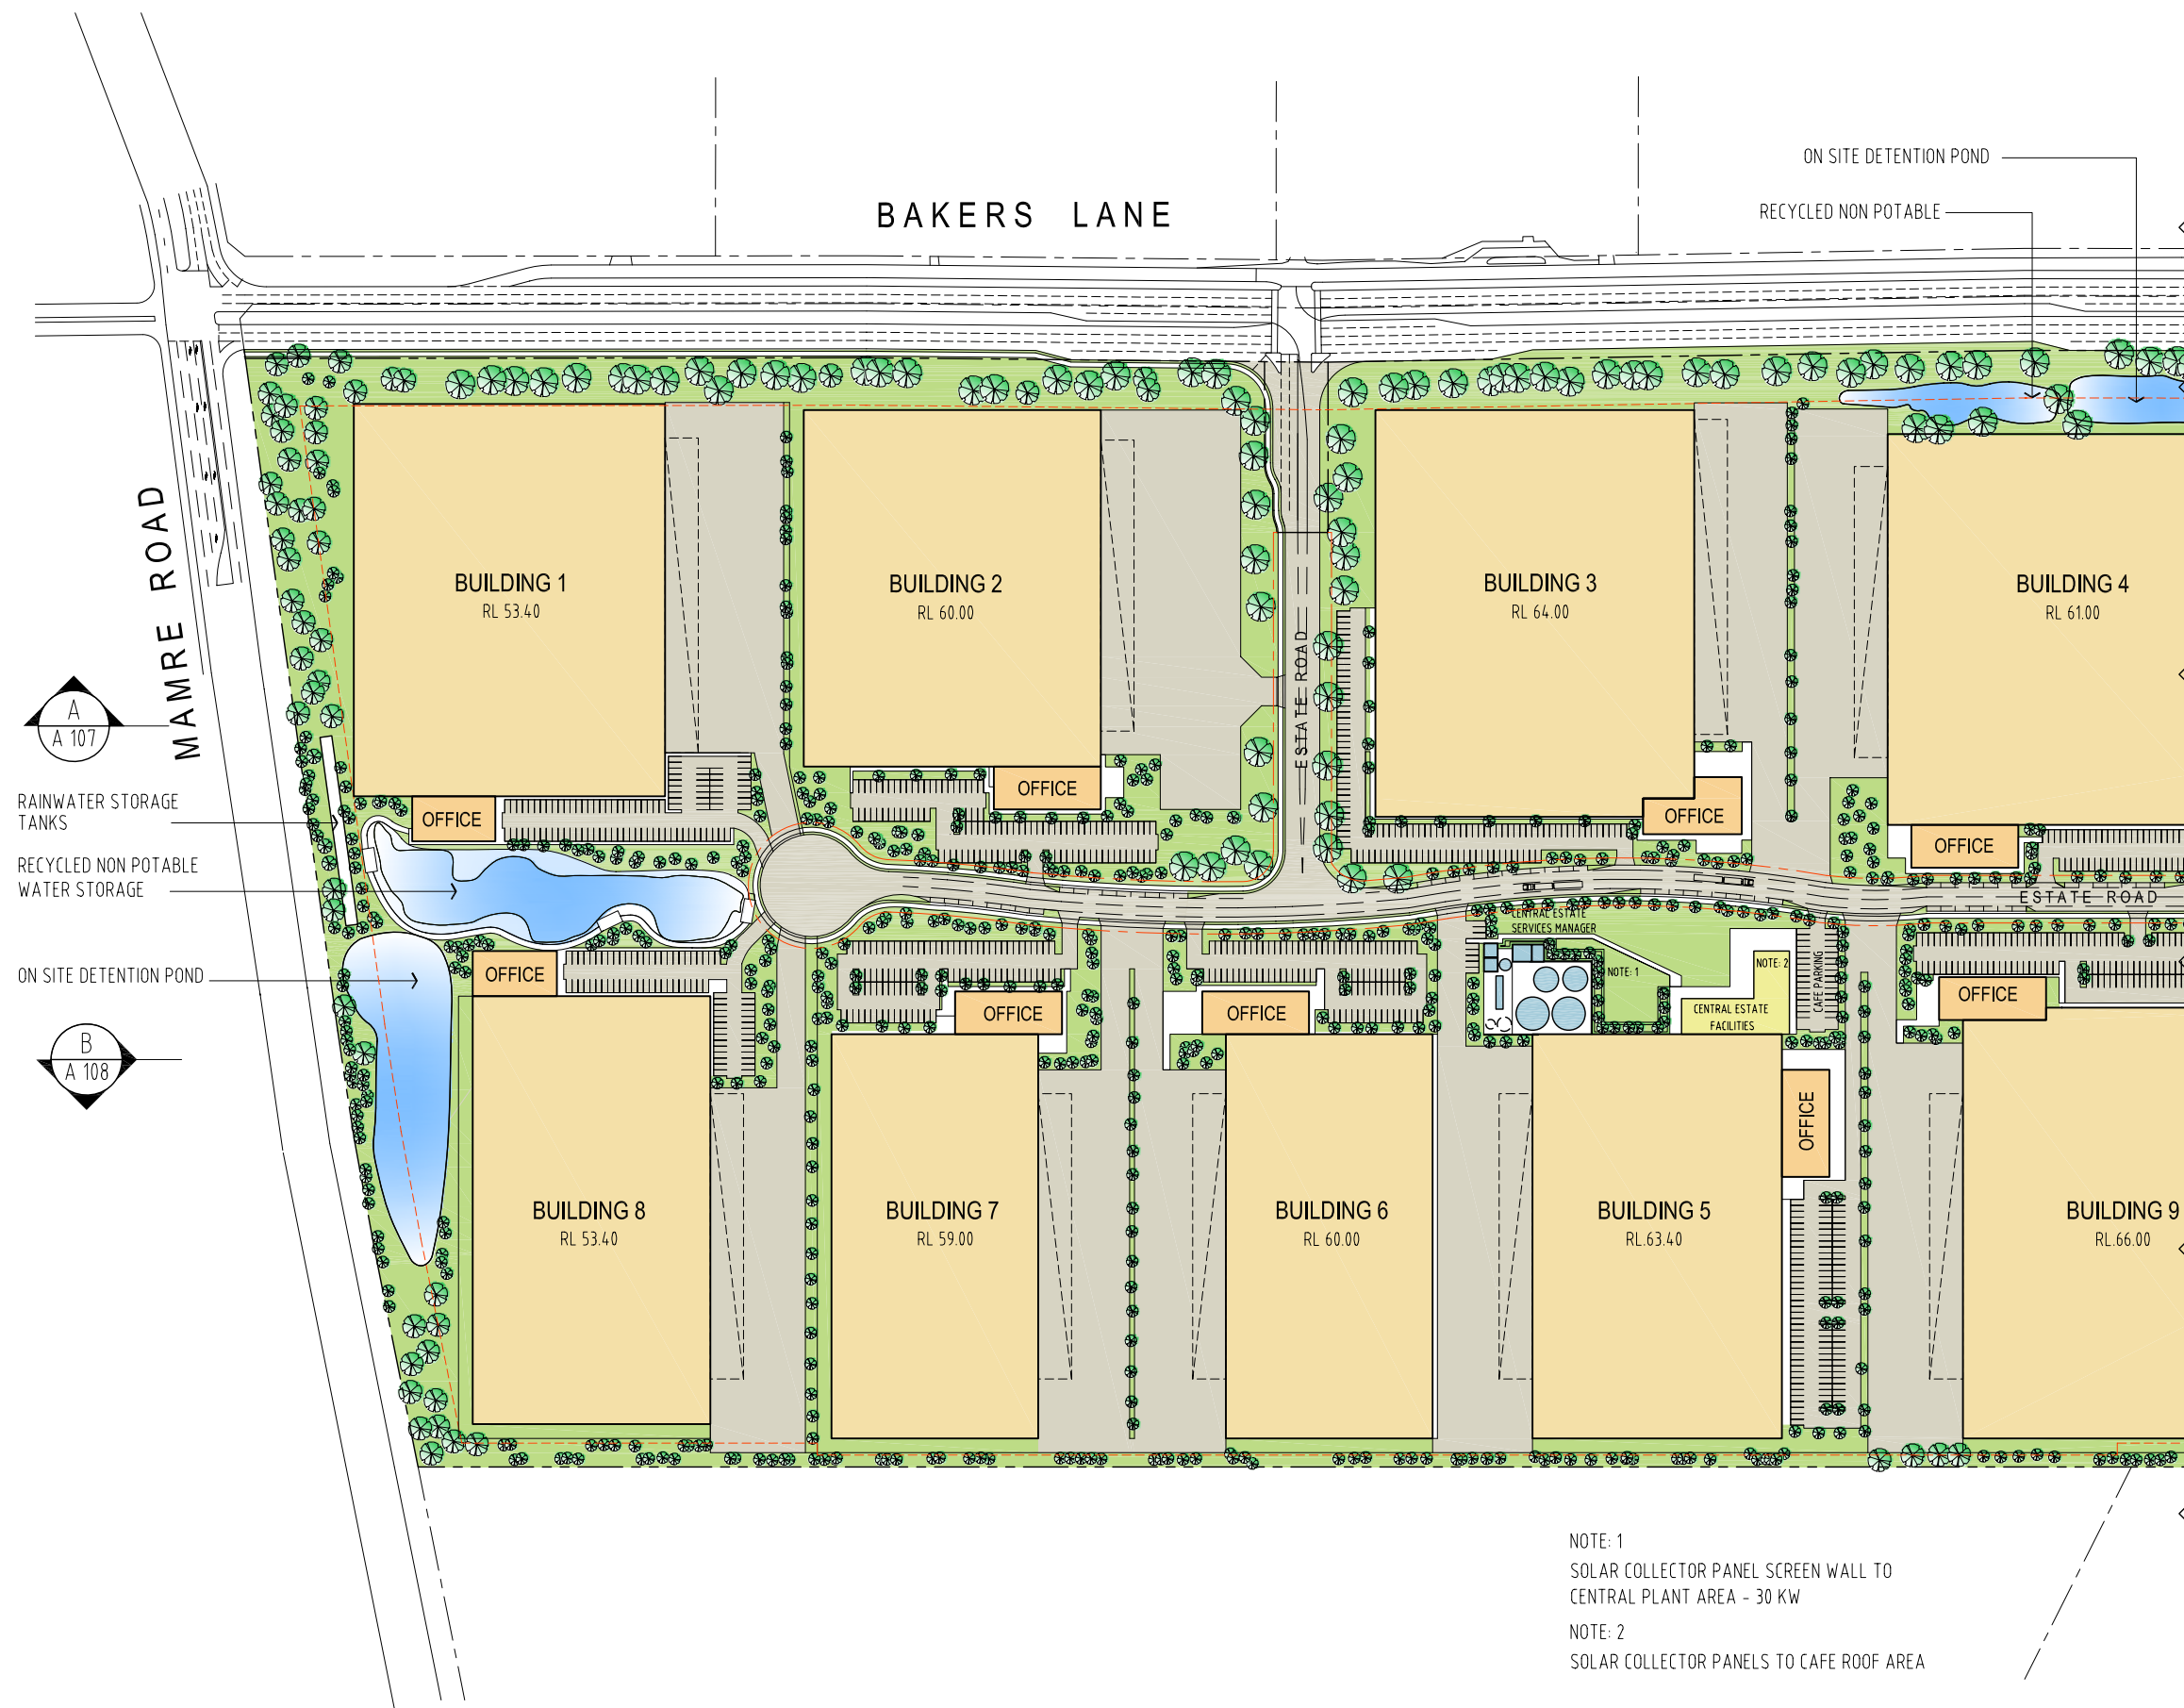 ON SITE DETENTION POND
RECYCLED NON POTABLE
BAKERS LANE
MAMRE ROAD
BUILDING 1
RL 53.40
BUILDING 2
RL 60.00
BUILDING 3
RL 64.00
BUILDING 4
RL 61.00
ESTATE ROAD
A
A 107
RAINWATER STORAGE
TANKS
RECYCLED NON POTABLE
WATER STORAGE
ON SITE DETENTION POND
B
A 108
OFFICE
OFFICE
OFFICE
OFFICE
ESTATE ROAD
CENTRAL ESTATE
SERVICES MANAGER
NOTE: 1
NOTE: 2
CAFE PARKING
CENTRAL ESTATE
FACILITIES
OFFICE
OFFICE
OFFICE
OFFICE
OFFICE
BUILDING 8
RL 53.40
BUILDING 7
RL 59.00
BUILDING 6
RL 60.00
BUILDING 5
RL.63.40
BUILDING 9
RL.66.00
NOTE: 1
SOLAR COLLECTOR PANEL SCREEN WALL TO
CENTRAL PLANT AREA - 30 KW
NOTE: 2
SOLAR COLLECTOR PANELS TO CAFE ROOF AREA